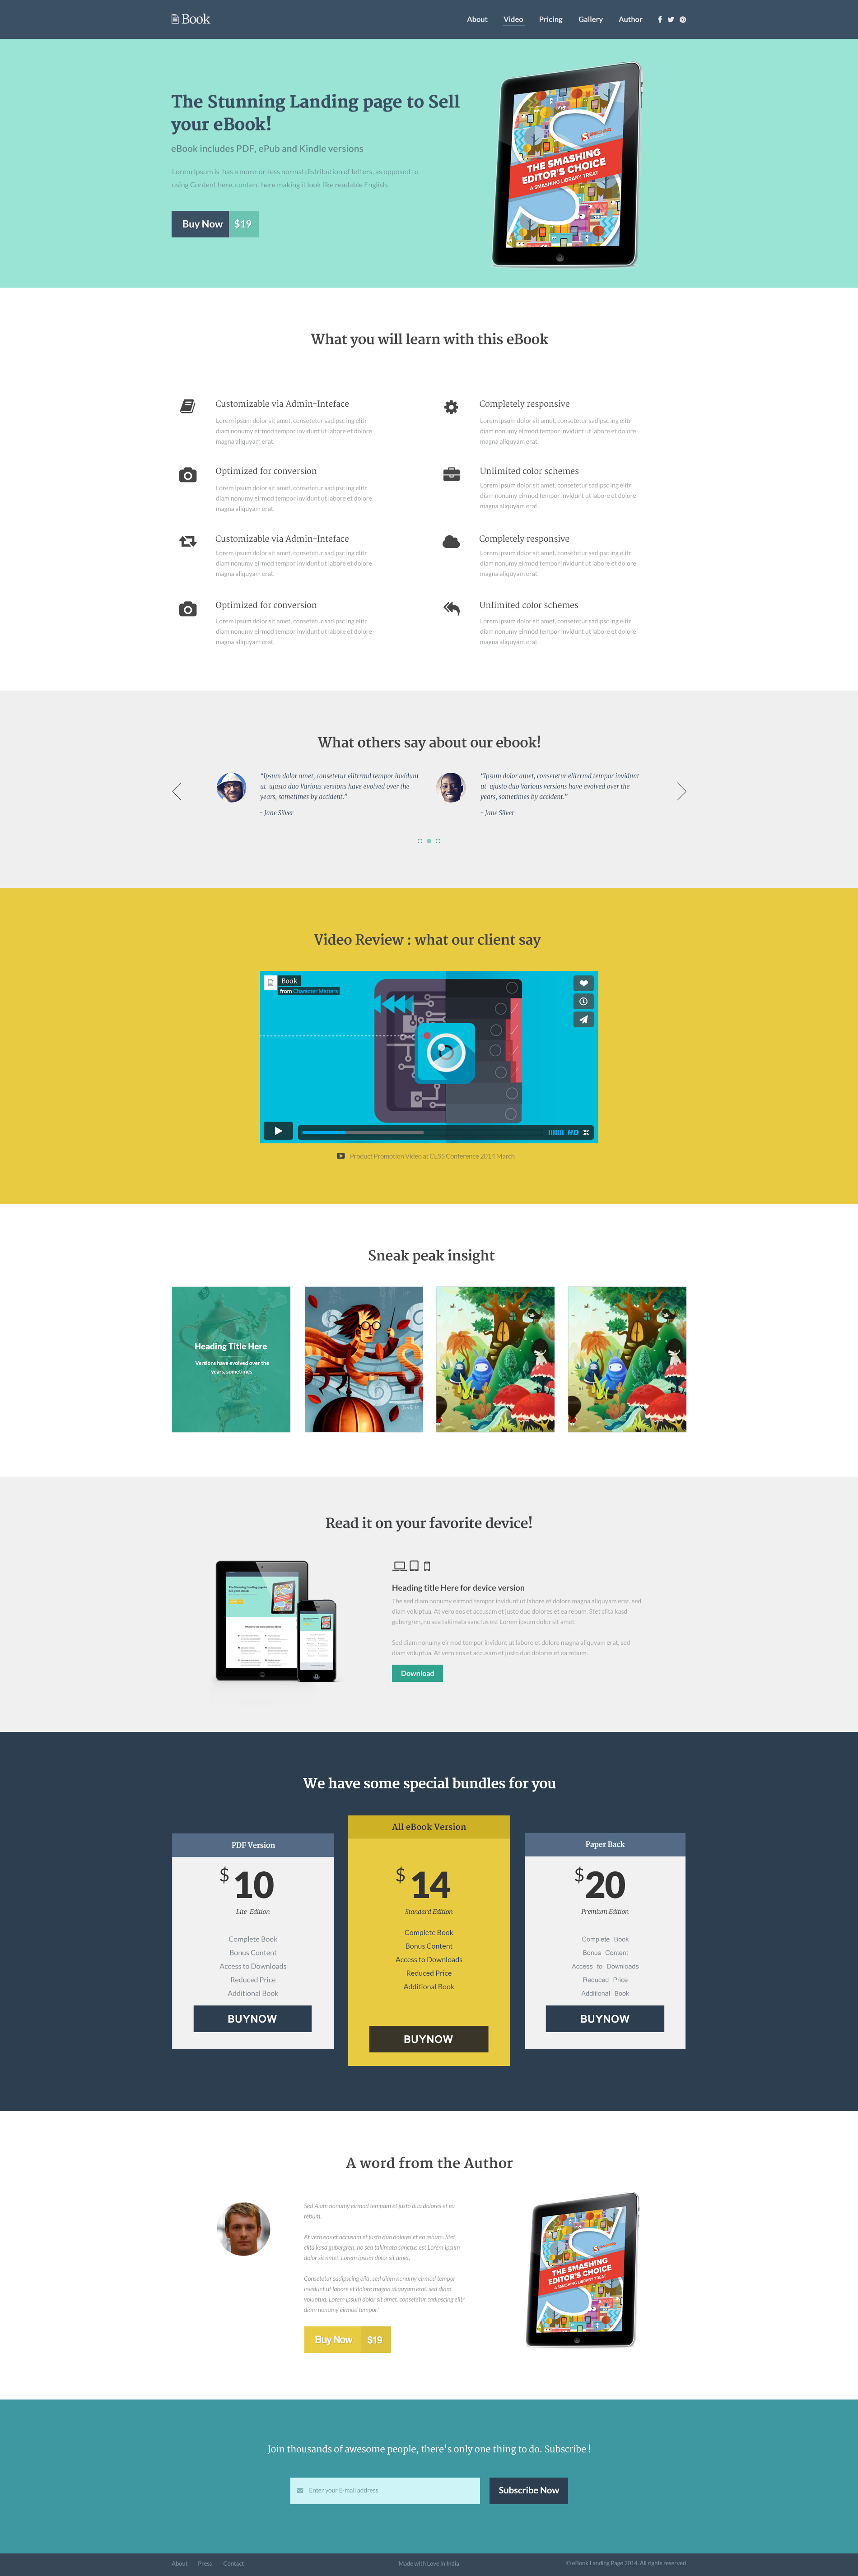 Book
About Video Pricing Gallery Author
The Stunning Landing page to Sell
your eBook!
eBook includes PDF, ePub and Kindle versions
Lorem Ipsum is has a more-or-less normal distribution of letters, as opposed to
using Content here, content here making it look like readable English.
Buy Now $19
SMASHING
THE SMASHING
EDITOR'S CHOICE
A SMASHING LIBRARY TREAT
What you will learn with this eBook
Customizable via Admin-Inteface
Lorem ipsum dolor sit amet, consetetur sadipsc ing elitr
diam nonumy eirmod tempor invidunt ut labore et dolore
magna aliquyam erat,
Completely responsive
Lorem ipsum dolor sit amet, consetetur sadipsc ing elitr
diam nonumy eirmod tempor invidunt ut labore et dolore
magna aliquyam erat,
Optimized for conversion
Lorem ipsum dolor sit amet, consetetur sadipsc ing elitr
diam nonumy eirmod tempor invidunt ut labore et dolore
magna aliquyam erat,
Unlimited color schemes
Lorem ipsum dolor sit amet, consetetur sadipsc ing elitr
diam nonumy eirmod tempor invidunt ut labore et dolore
magna aliquyam erat,
Customizable via Admin-Inteface
Lorem ipsum dolor sit amet, consetetur sadipsc ing elitr
diam nonumy eirmod tempor invidunt ut labore et dolore
magna aliquyam erat,
Completely responsive
Lorem ipsum dolor sit amet, consetetur sadipsc ing elitr
diam nonumy eirmod tempor invidunt ut labore et dolore
magna aliquyam erat,
Optimized for conversion
Lorem ipsum dolor sit amet, consetetur sadipsc ing elitr
diam nonumy eirmod tempor invidunt ut labore et dolore
magna aliquyam erat,
Unlimited color schemes
Lorem ipsum dolor sit amet, consetetur sadipsc ing elitr
diam nonumy eirmod tempor invidunt ut labore et dolore
magna aliquyam erat,
What others say about our ebook!
"Ipsum dolor amet, consetetur elitrrmd tempor invidunt
ut ujusto duo Various versions have evolved over the
years, sometimes by accident."
- Jane Silver
"Ipsum dolor amet, consetetur elitrrmd tempor invidunt
ut ujusto duo Various versions have evolved over the
years, sometimes by accident."
- Jane Silver
Video Review : what our client say
Book
from Character Matters
HD
Product Promotion Video at CESS Conference 2014 March
Sneak peak insight
Heading Title Here
Versions have evolved over the
years, sometimes
Read it on your favorite device!
Heading title Here for device version
The sed diam nonumy eirmod tempor invidunt ut labore et dolore magna aliquyam erat, sed
diam voluptua. At vero eos et accusam et justo duo dolores et ea rebum. Stet clita kasd
gubergren, no sea takimata sanctus est Lorem ipsum dolor sit amet.
Sed diam nonumy eirmod tempor invidunt ut labore et dolore magna aliquyam erat, sed
diam voluptua. At vero eos et accusam et justo duo dolores et ea rebum.
Download
We have some special bundles for you
PDF Version
$ 10
Lite Edition
Complete Book
Bonus Content
Access to Downloads
Reduced Price
Additional Book
BUYNOW
All eBook Version
$ 14
Standard Edition
Complete Book
Bonus Content
Access to Downloads
Reduced Price
Additional Book
BUYNOW
Paper Back
$20
Premium Edition
Complete Book
Bonus Content
Access to Downloads
Reduced Price
Additional Book
BUYNOW
A word from the Author
Sed Aiam nonumy eirmod tempam et justo duo dolores et ea
rebum.
At vero eos et accusam et justo duo dolores et ea rebum. Stet
clita kasd gubergren, no sea takimata sanctus est Lorem ipsum
dolor sit amet. Lorem ipsum dolor sit amet,
Consetetur sadipscing elitr, sed diam nonumy eirmod tempor
invidunt ut labore et dolore magna aliquyam erat, sed diam
voluptua. Lorem ipsum dolor sit amet, consetetur sadipscing elitr
diam nonumy eirmod tempor!
Buy Now $19
SMASHING
THE SMASHING
EDITOR'S CHOICE
A SMASHING LIBRARY TREAT
Join thousands of awesome people, there's only one thing to do. Subscribe !
Enter your E-mail address
Subscribe Now
About Press Contact
Made with Love in India
© eBook Landing Page 2014. All rights reserved